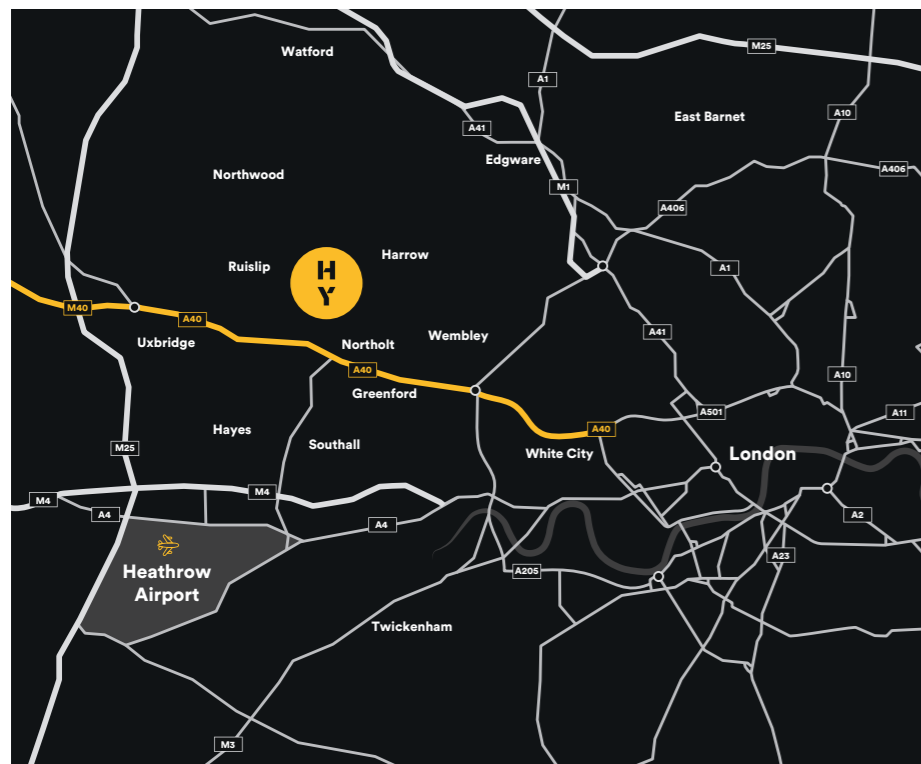 Watford
M25
A1
A10
East Barnet
A41
Edgware
A406
Northwood
M1
A406
Harrow
Ruislip
H
Y
A1
M40
A40
A41
Wembley
Uxbridge
Northolt
A40
A10
Greenford
A501
A11
Hayes
A40
Southall
M25
White City
London
M4
M4
A4
A4
A2
Heathrow
Airport
A23
A205
Twickenham
M3